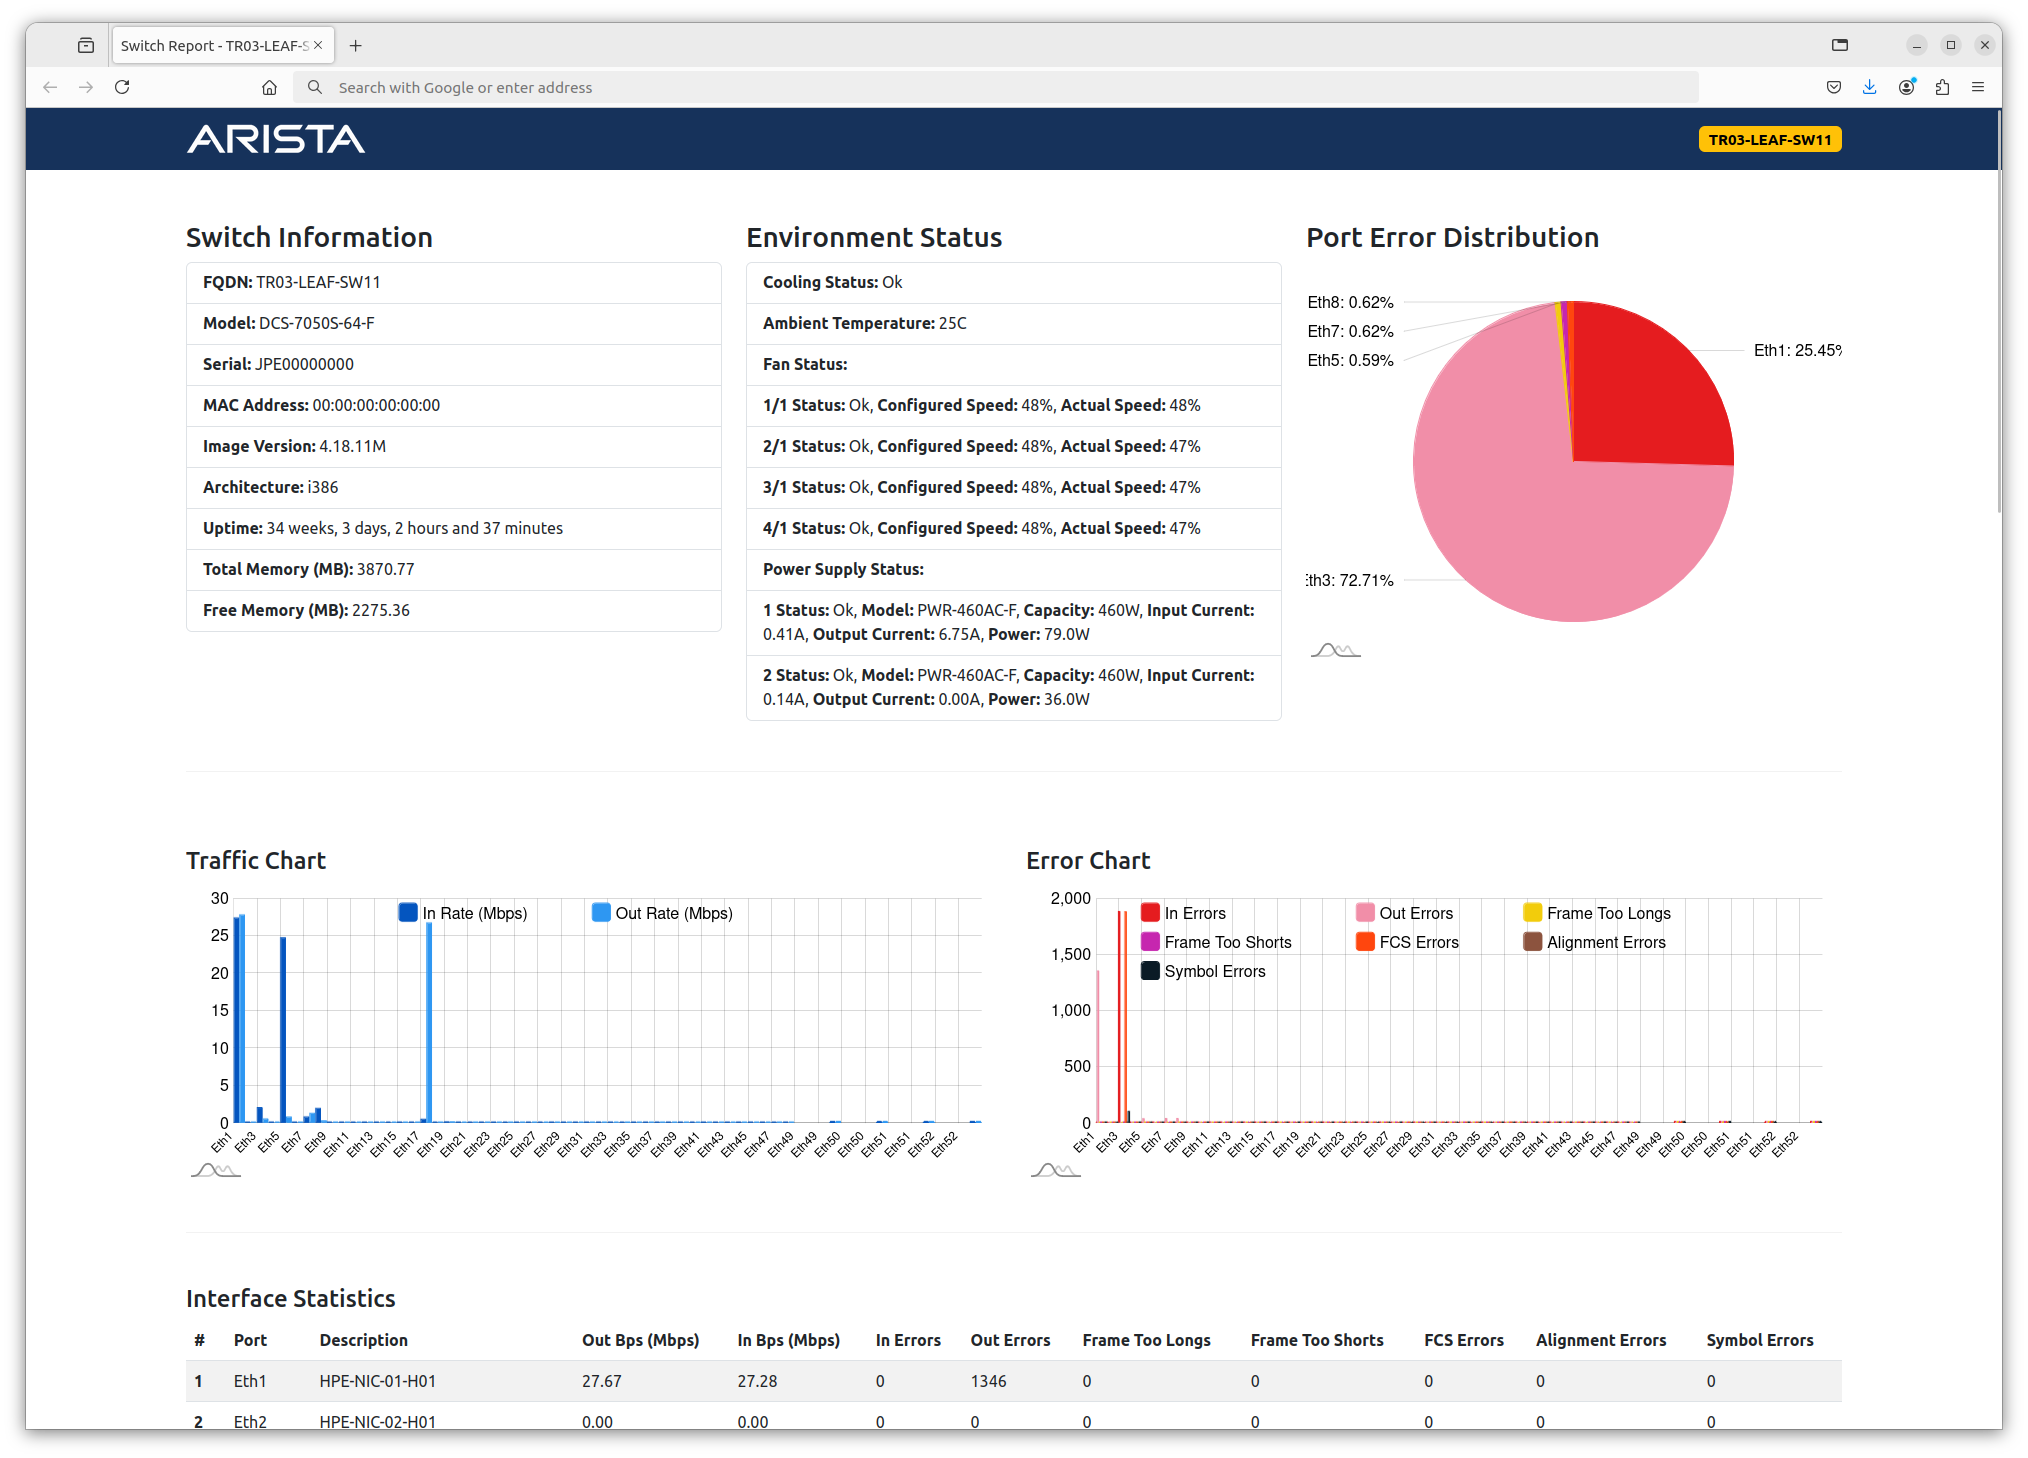 Switch Report - TR03-LEAF-S
Search with Google or enter address
ARISTA
TR03-LEAF-SW11
Switch Information
FQDN: TR03-LEAF-SW11
Model: DCS-7050S-64-F
Serial: JPE00000000
MAC Address: 00:00:00:00:00:00
Image Version: 4.18.11M
Architecture: i386
Uptime: 34 weeks, 3 days, 2 hours and 37 minutes
Total Memory (MB): 3870.77
Free Memory (MB): 2275.36
Environment Status
Cooling Status: Ok
Ambient Temperature: 25C
Fan Status:
1/1 Status: Ok, Configured Speed: 48%, Actual Speed: 48%
2/1 Status: Ok, Configured Speed: 48%, Actual Speed: 47%
3/1 Status: Ok, Configured Speed: 48%, Actual Speed: 47%
4/1 Status: Ok, Configured Speed: 48%, Actual Speed: 47%
Power Supply Status:
1 Status: Ok, Model: PWR-460AC-F, Capacity: 460W, Input Current:
0.41A, Output Current: 6.75A, Power: 79.0W
2 Status: Ok, Model: PWR-460AC-F, Capacity: 460W, Input Current:
0.14A, Output Current: 0.00A, Power: 36.0W
Port Error Distribution
Eth8: 0.62%
Eth7: 0.62%
Eth5: 0.59%
Eth1: 25.45%
Eth3: 72.71%
Traffic Chart
30
25
20
15
10
5
0
In Rate (Mbps) Out Rate (Mbps)
Eth1 Eth3 Eth5 Eth7 Eth9 Eth11 Eth13 Eth15 Eth17 Eth19 Eth21 Eth23 Eth25 Eth27 Eth29 Eth31 Eth33 Eth35 Eth37 Eth39 Eth41 Eth43 Eth45 Eth47 Eth49 Eth49 Eth50 Eth50 Eth51 Eth51 Eth52 Eth52
Error Chart
2,000
1,500
1,000
500
0
In Errors Out Errors Frame Too Longs
Frame Too Shorts FCS Errors Alignment Errors
Symbol Errors
Eth1 Eth3 Eth5 Eth7 Eth9 Eth11 Eth13 Eth15 Eth17 Eth19 Eth21 Eth23 Eth25 Eth27 Eth29 Eth31 Eth33 Eth35 Eth37 Eth39 Eth41 Eth43 Eth45 Eth47 Eth49 Eth49 Eth50 Eth50 Eth51 Eth51 Eth52 Eth52
Interface Statistics
# Port Description Out Bps (Mbps) In Bps (Mbps) In Errors Out Errors Frame Too Longs Frame Too Shorts FCS Errors Alignment Errors Symbol Errors
1 Eth1 HPE-NIC-01-H01 27.67 27.28 0 1346 0 0 0 0 0
2 Eth2 HPE-NIC-02-H01 0.00 0.00 0 0 0 0 0 0 0